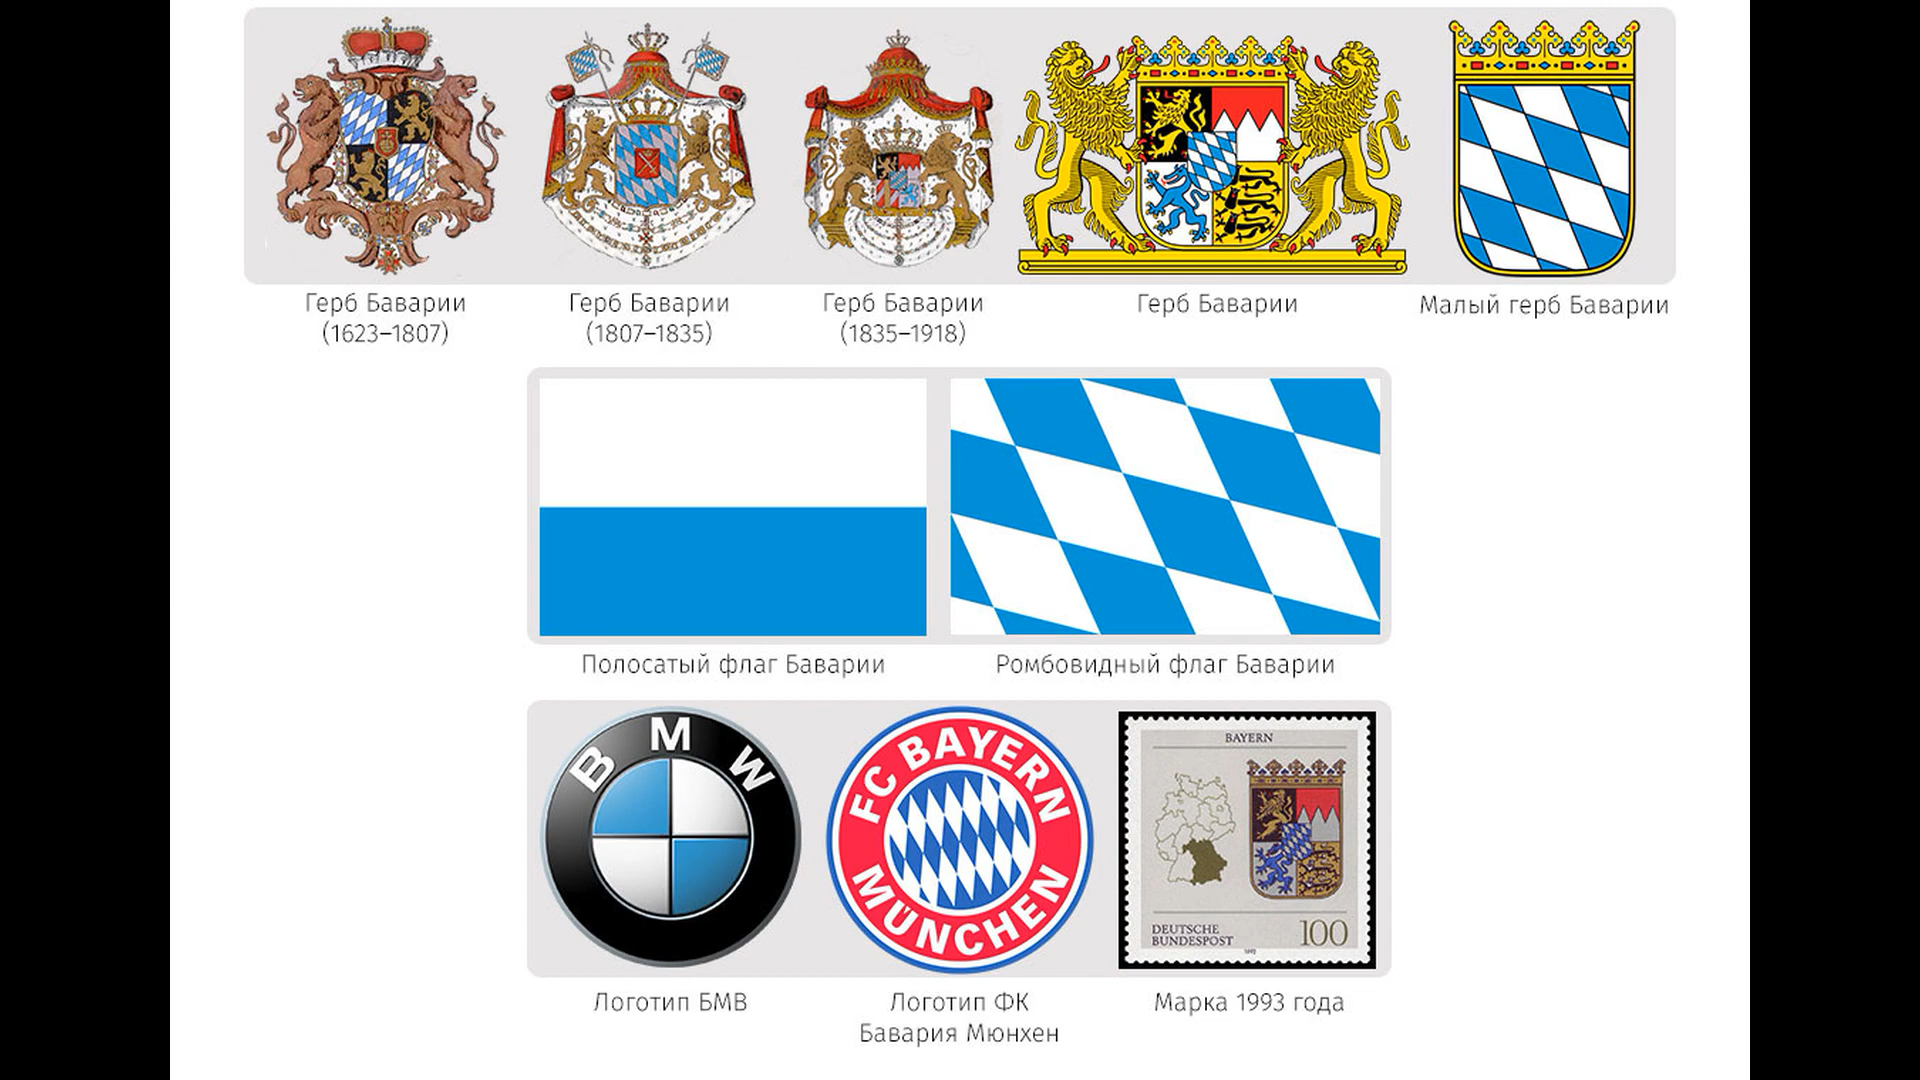 Герб Баварии
(1623–1807)
Герб Баварии
(1807–1835)
Герб Баварии
(1835–1918)
Герб Баварии
Малый герб Баварии
Полосатый флаг Баварии
Ромбовидный флаг Баварии
BMW
FC BAYERN
MÜNCHEN
BAYERN
DEUTSCHE
BUNDESPOST
100
Логотип БМВ
Логотип ФК
Бавария Мюнхен
Марка 1993 года